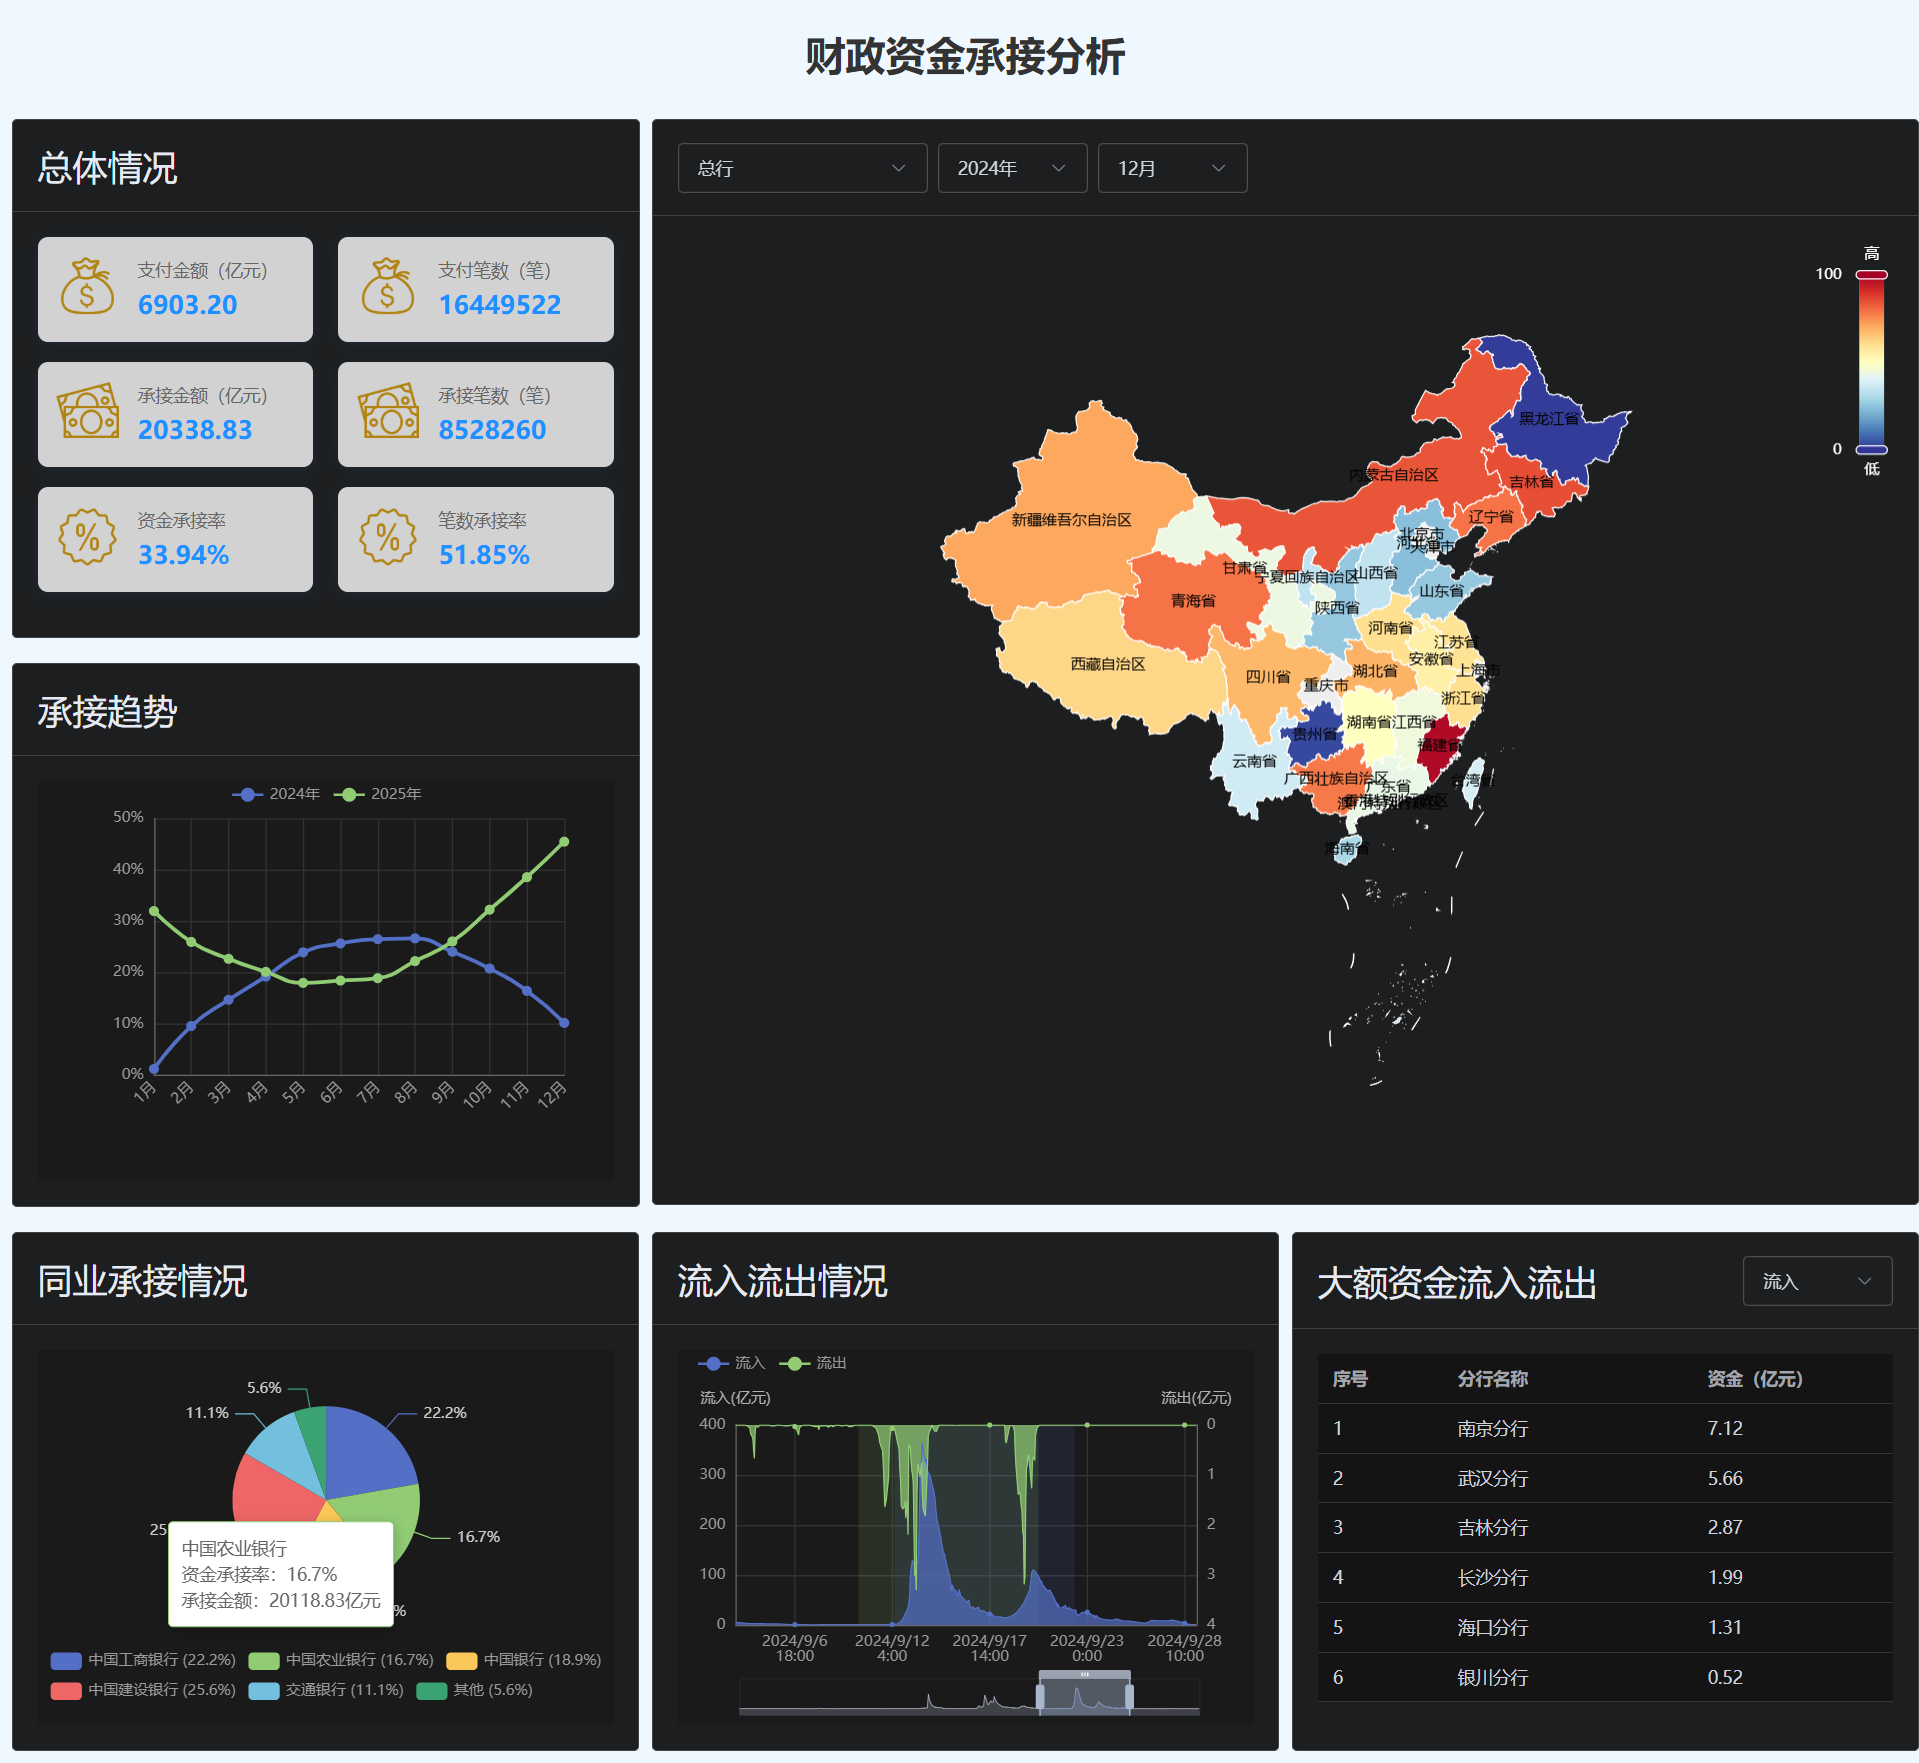 财政资金承接分析
总体情况
支付金额（亿元）
6903.20
支付笔数（笔）
16449522
承接金额（亿元）
20338.83
承接笔数（笔）
8528260
资金承接率
33.94%
笔数承接率
51.85%
总行
2024年
12月
高
100
0
低
黑龙江省
内蒙古自治区
吉林省
新疆维吾尔自治区
辽宁省
北京市
天津市
甘肃省
宁夏回族自治区
山西省
山东省
青海省
陕西省
河南省
江苏省
安徽省
西藏自治区
四川省
湖北省
上海市
重庆市
浙江省
湖南省
江西省
贵州省
福建省
云南省
广西壮族自治区
广东省
台湾省
海南省
承接趋势
2024年
2025年
50%
40%
30%
20%
10%
0%
1月
2月
3月
4月
5月
6月
7月
8月
9月
10月
11月
12月
同业承接情况
5.6%
11.1%
22.2%
16.7%
25
%
中国农业银行
资金承接率：16.7%
承接金额：20118.83亿元
中国工商银行 (22.2%)
中国农业银行 (16.7%)
中国银行 (18.9%)
中国建设银行 (25.6%)
交通银行 (11.1%)
其他 (5.6%)
流入流出情况
流入
流出
流入(亿元)
流出(亿元)
400
300
200
100
0
0
1
2
3
4
2024/9/6
18:00
2024/9/12
4:00
2024/9/17
14:00
2024/9/23
0:00
2024/9/28
10:00
大额资金流入流出
流入
序号 分行名称 资金（亿元）
1 南京分行 7.12
2 武汉分行 5.66
3 吉林分行 2.87
4 长沙分行 1.99
5 海口分行 1.31
6 银川分行 0.52